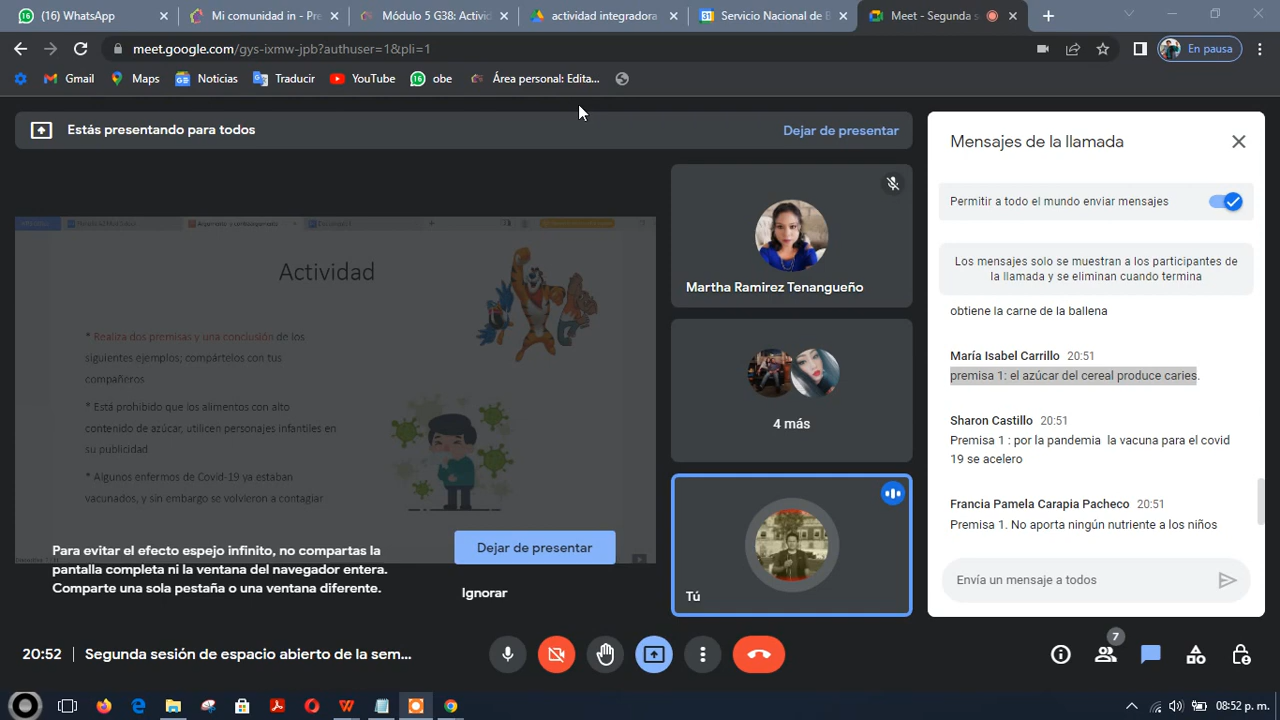 (16) WhatsApp
Mi comunidad in - Pre
Módulo 5 G38: Activid
actividad integradora
Servicio Nacional de B
Meet - Segunda s
meet.google.com/gys-ixmw-jpb?authuser=1&pli=1
En pausa
Gmail
Maps
Noticias
Traducir
YouTube
obe
Área personal: Edita...
Estás presentando para todos
Dejar de presentar
Actividad
* Realiza dos premisas y una conclusión de los
siguientes ejemplos; compártelos con tus
compañeros
* Está prohibido que los alimentos con alto
contenido de azúcar, utilicen personajes infantiles en
su publicidad
* Algunos enfermos de Covid-19 ya estaban
vacunados, y sin embargo se volvieron a contagiar
Para evitar el efecto espejo infinito, no compartas la
pantalla completa ni la ventana del navegador entera.
Comparte una sola pestaña o una ventana diferente.
Dejar de presentar
Ignorar
Martha Ramirez Tenangueño
4 más
Tú
Mensajes de la llamada
Permitir a todo el mundo enviar mensajes
Los mensajes solo se muestran a los participantes de
la llamada y se eliminan cuando termina
obtiene la carne de la ballena
María Isabel Carrillo 20:51
premisa 1: el azúcar del cereal produce caries.
Sharon Castillo 20:51
Premisa 1 : por la pandemia la vacuna para el covid
19 se acelero
Francia Pamela Carapia Pacheco 20:51
Premisa 1. No aporta ningún nutriente a los niños
Envía un mensaje a todos
20:52
Segunda sesión de espacio abierto de la sem...
7
08:52 p. m.